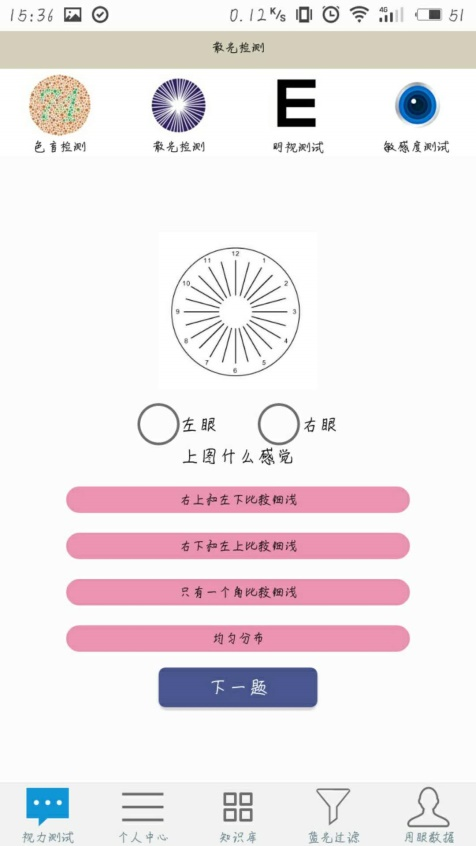 15:36 0.12 K/s 4G 51
散光检测
色盲检测 散光检测 明视测试 敏感度测试
E
12
11 1
10 2
9 3
8 4
7 5
6
左眼 右眼
上图什么感觉
右上和左下比较细浅
右下和左上比较细浅
只有一个角比较细浅
均匀分布
下一题
视力测试 个人中心 知识库 蓝光过滤 用眼数据